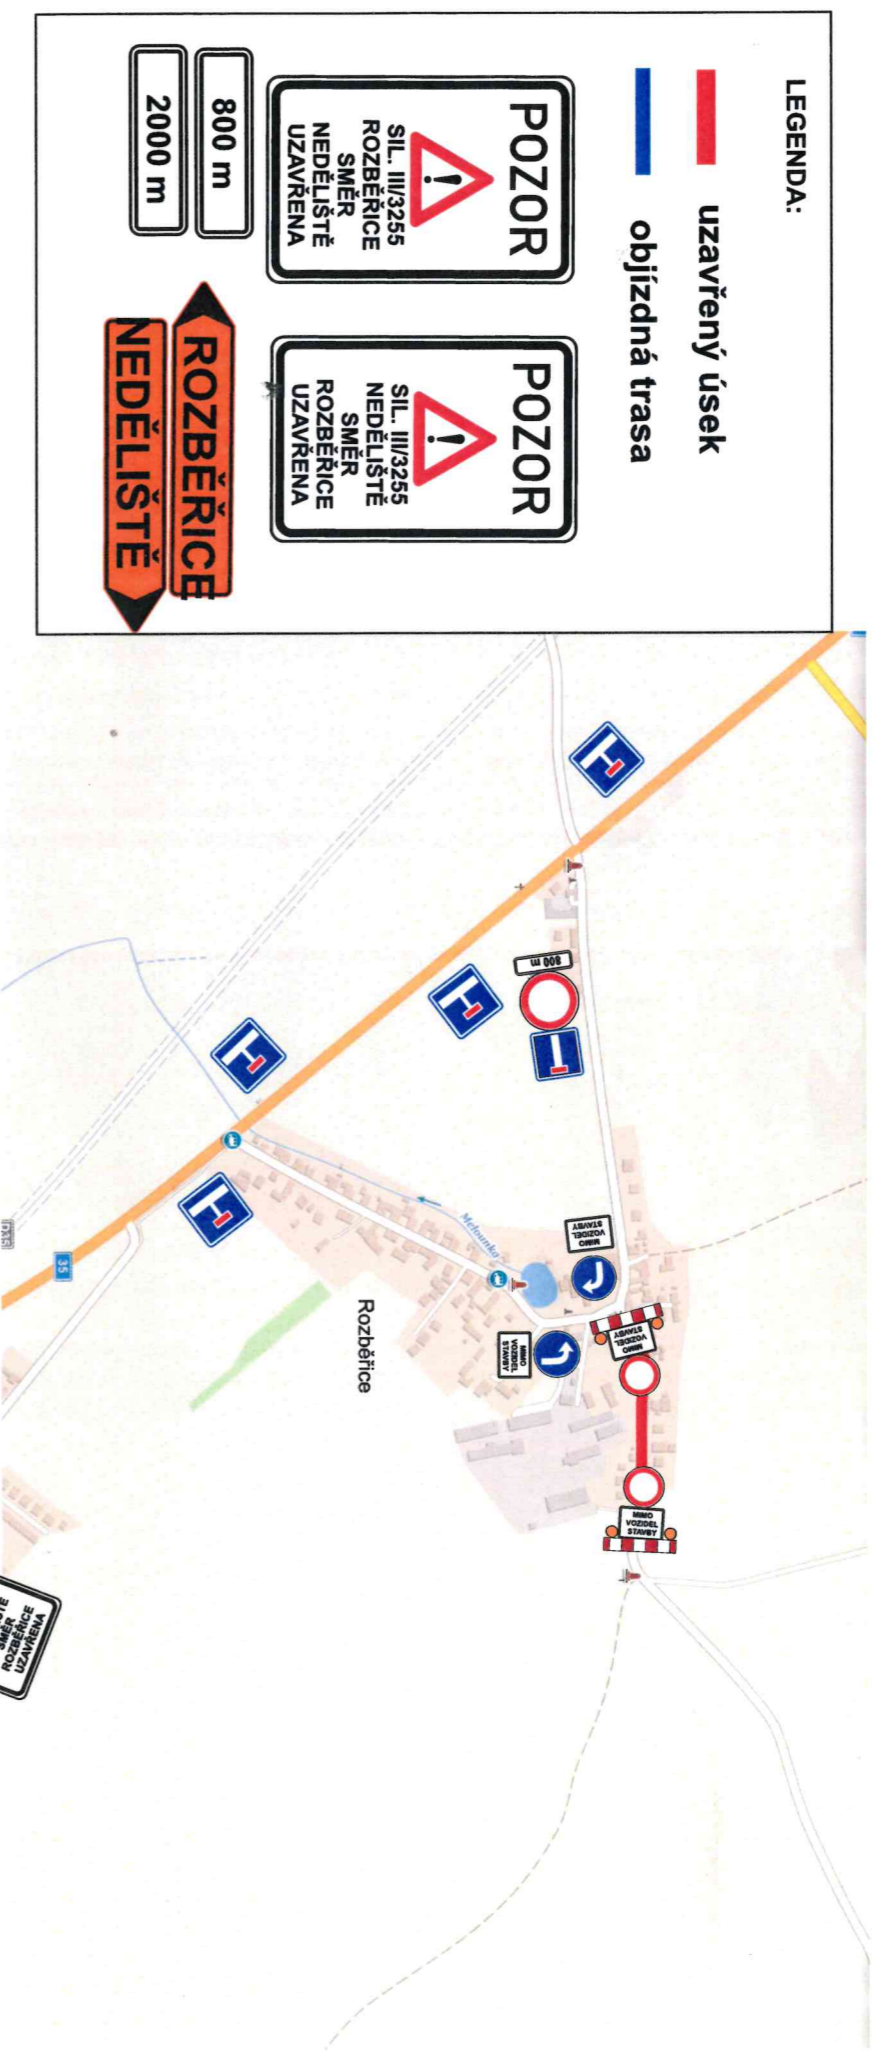 LEGENDA:
uzavřený úsek
objízdná trasa
POZOR
SIL. III/3255
ROZBĚŘICE
SMĚR
NEDĚLIŠTĚ
UZAVŘENA
POZOR
SIL. III/3255
NEDĚLIŠTĚ
SMĚR
ROZBĚŘICE
UZAVŘENA
800 m
2000 m
ROZBĚŘICE
NEDĚLIŠTĚ
800 m
MIMO
VOZIDEL
STAVBY
MIMO
VOZIDEL
STAVBY
MIMO
VOZIDEL
STAVBY
MIMO
VOZIDEL
STAVBY
Melounka
Rozběřice
35
D35
SMĚR
ROZBĚŘICE
UZAVŘENA